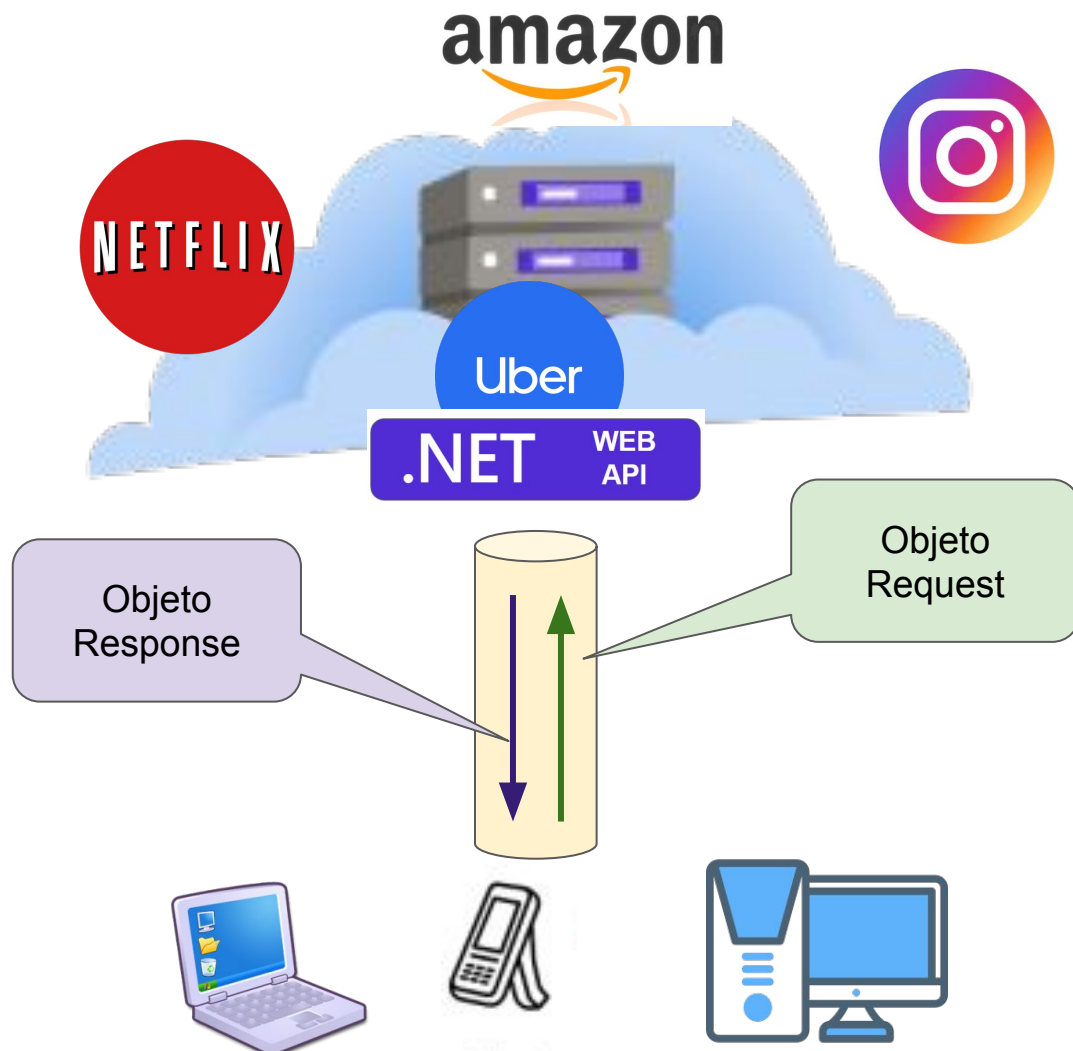 amazon
NETFLIX
Uber
.NET
WEB
API
Objeto
Request
Objeto
Response